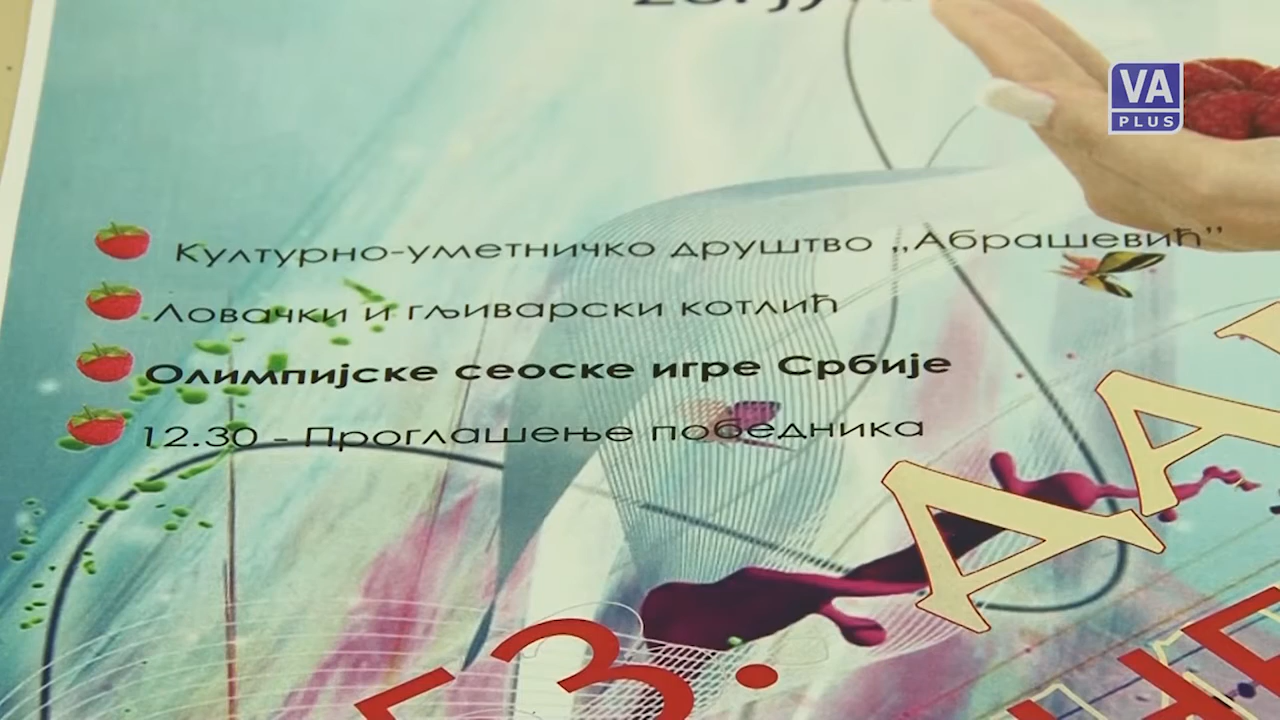 VA
PLUS
Културно-уметничко друштво „Абрашевић”
Ловачки и гљиварски котлић
Олимпијске сеоске игре Србије
12.30 - Проглашење победника